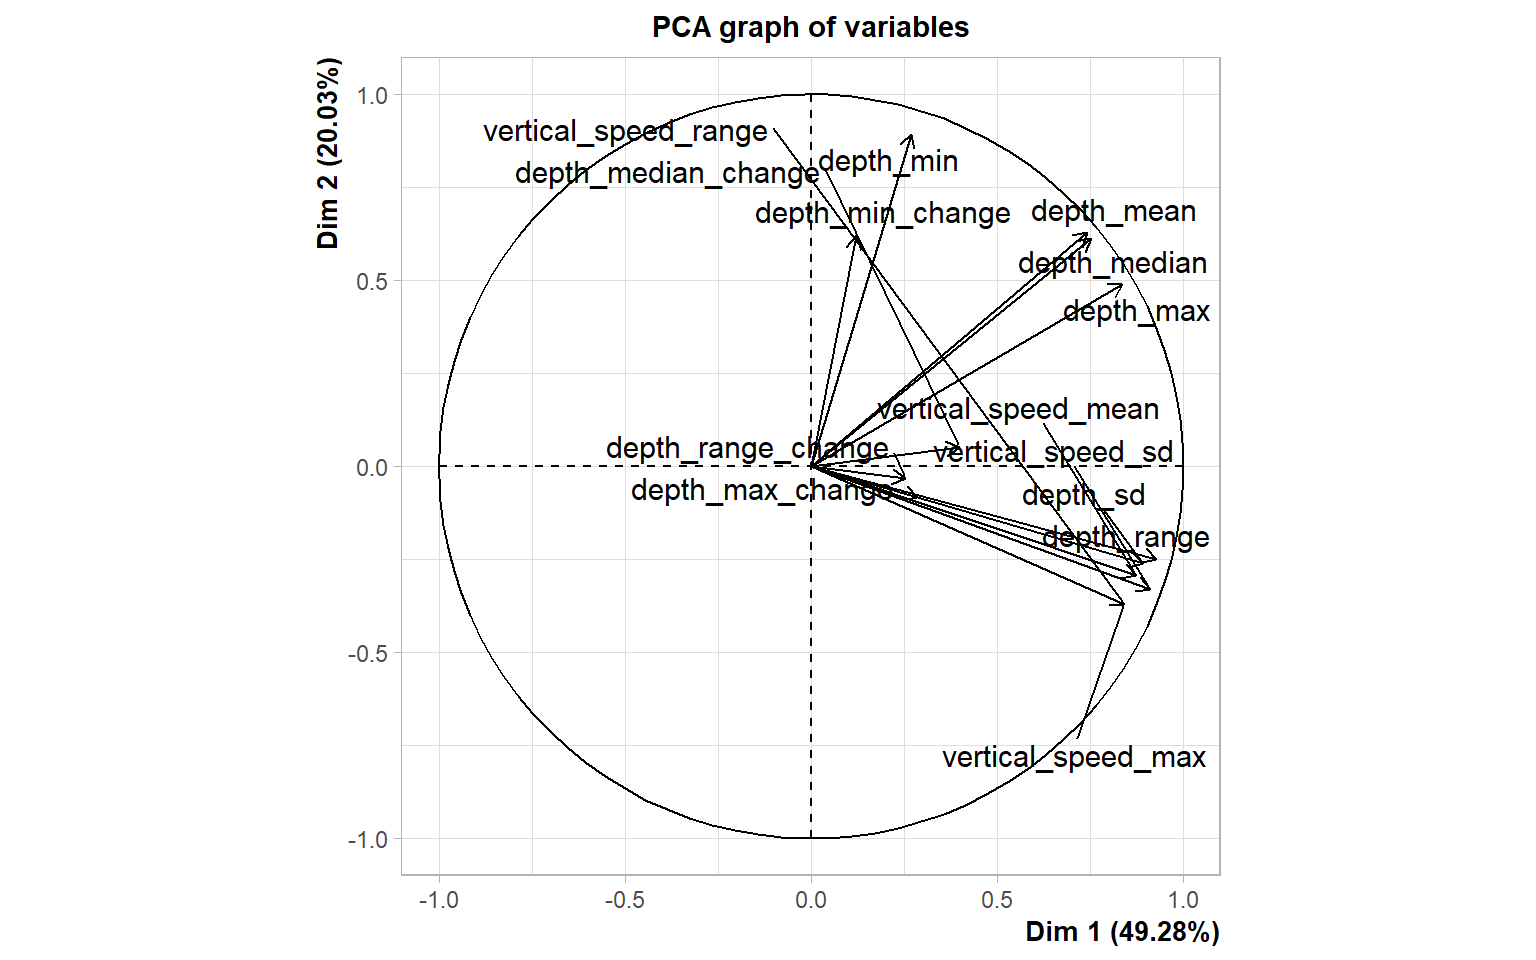 PCA graph of variables
Dim 2 (20.03%)
1.0
0.5
0.0
-0.5
-1.0
vertical_speed_range
depth_median_change
depth_min
depth_min_change
depth_mean
depth_median
depth_max
vertical_speed_mean
depth_range_change
vertical_speed_sd
depth_max_change
depth_sd
depth_range
vertical_speed_max
-1.0
-0.5
0.0
0.5
1.0
Dim 1 (49.28%)